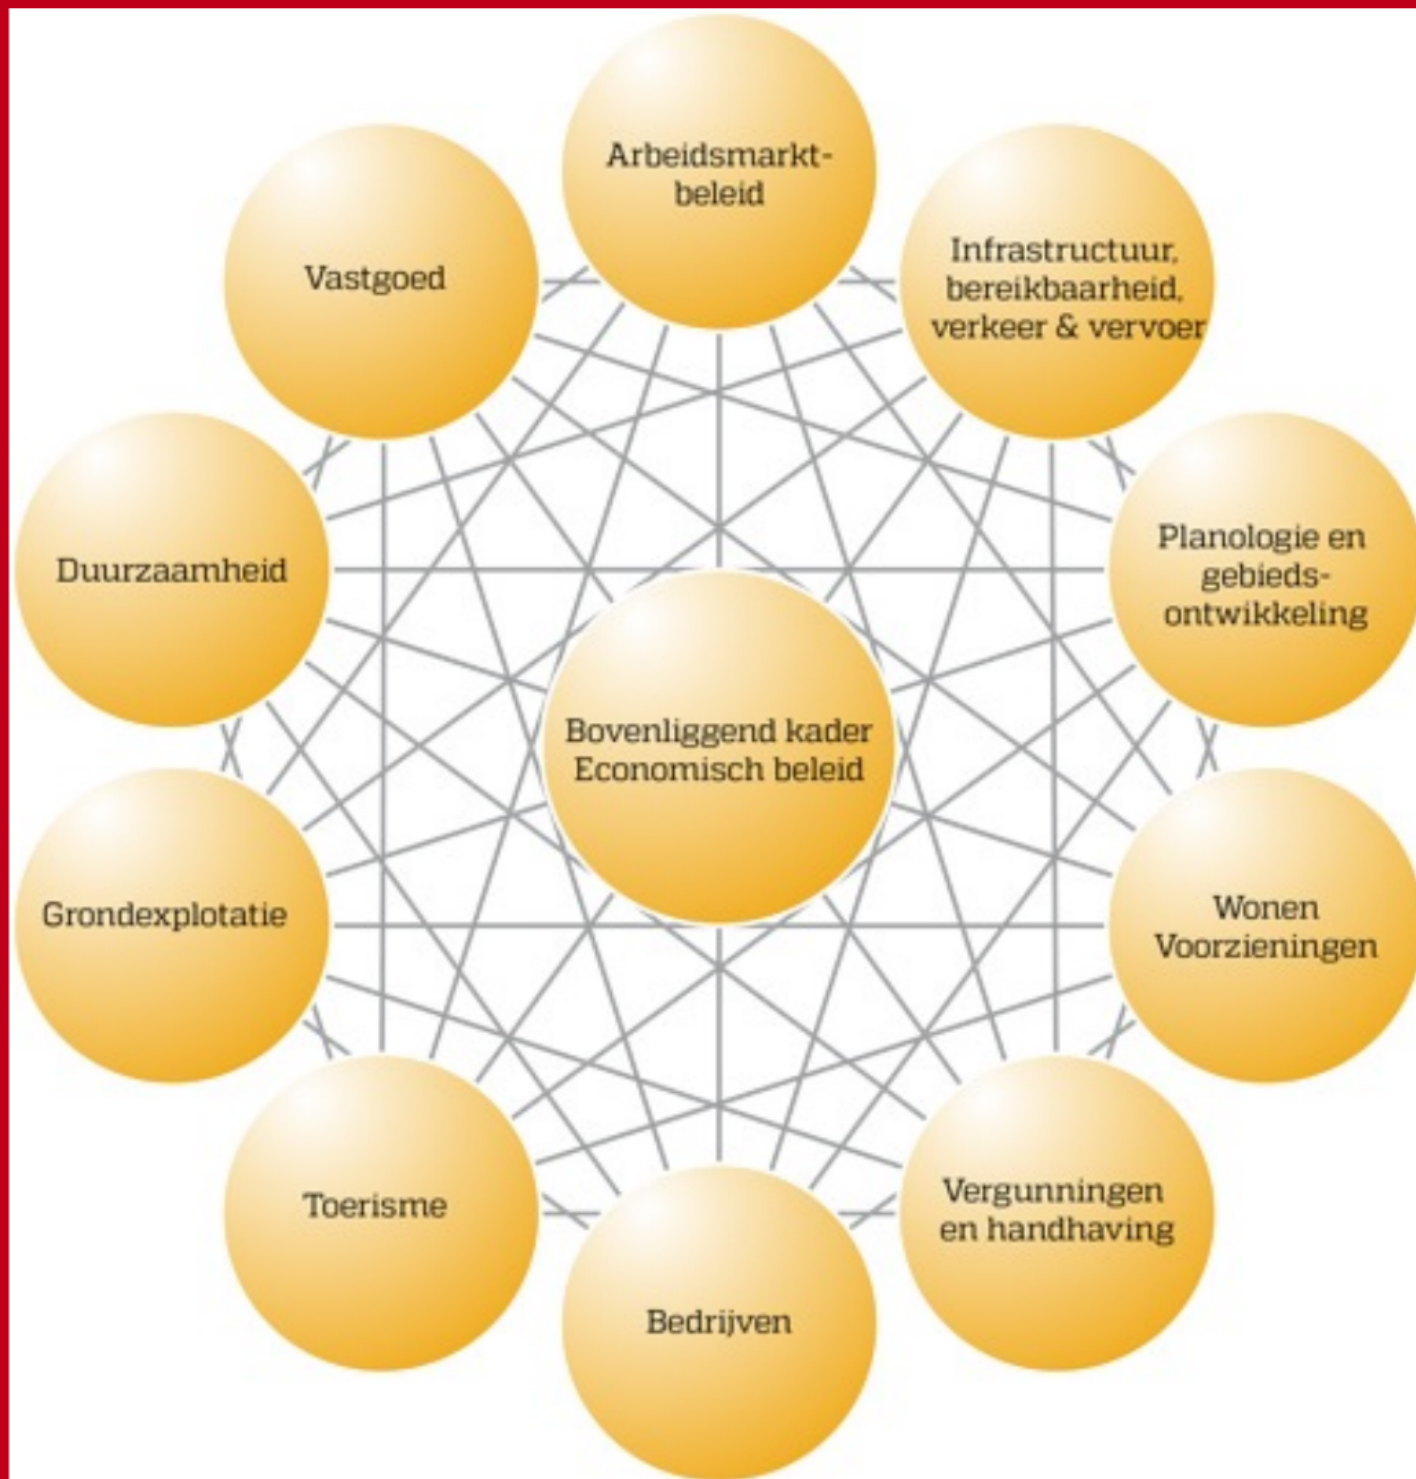 Arbeidsmarkt-
beleid
Infrastructuur,
bereikbaarheid,
verkeer & vervoer
Vastgoed
Planologie en
gebieds-
ontwikkeling
Duurzaamheid
Bovenliggend kader
Economisch beleid
Grondexplotatie
Wonen
Voorzieningen
Toerisme
Vergunningen
en handhaving
Bedrijven